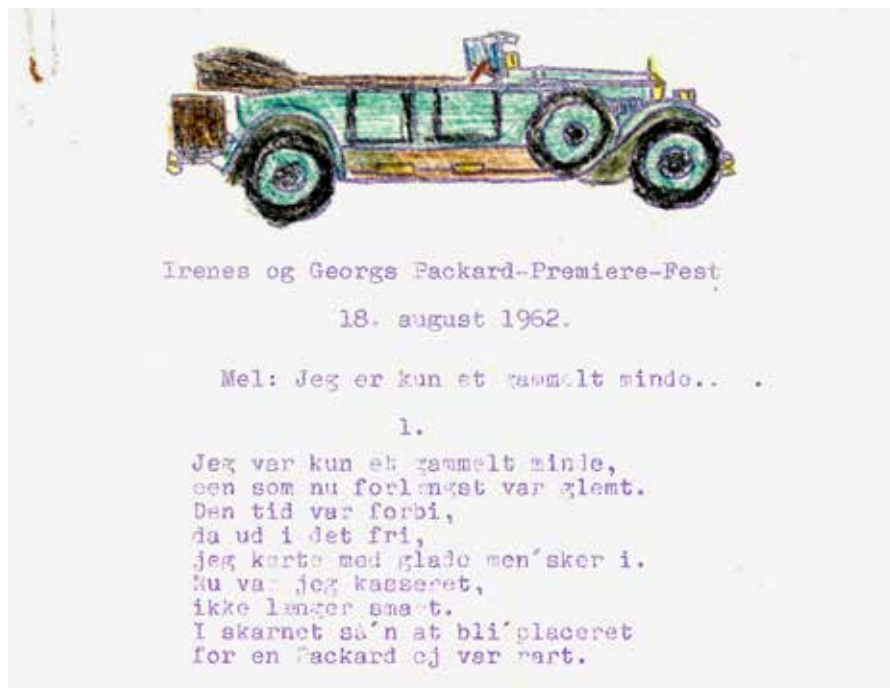 Irenes og Georgs Packard-Premiere-Fest
18. august 1962.
Mel: Jeg er kun et gammelt minde.. .
1.
Jeg var kun et gammelt minde,
een som nu forlængst var glemt.
Den tid var forbi,
da ud i det fri,
jeg kørte med glade men´sker i.
Nu var jeg kasseret,
ikke længer smart.
I skarnet så´n at bli´placeret
for en Packard ej var rart.